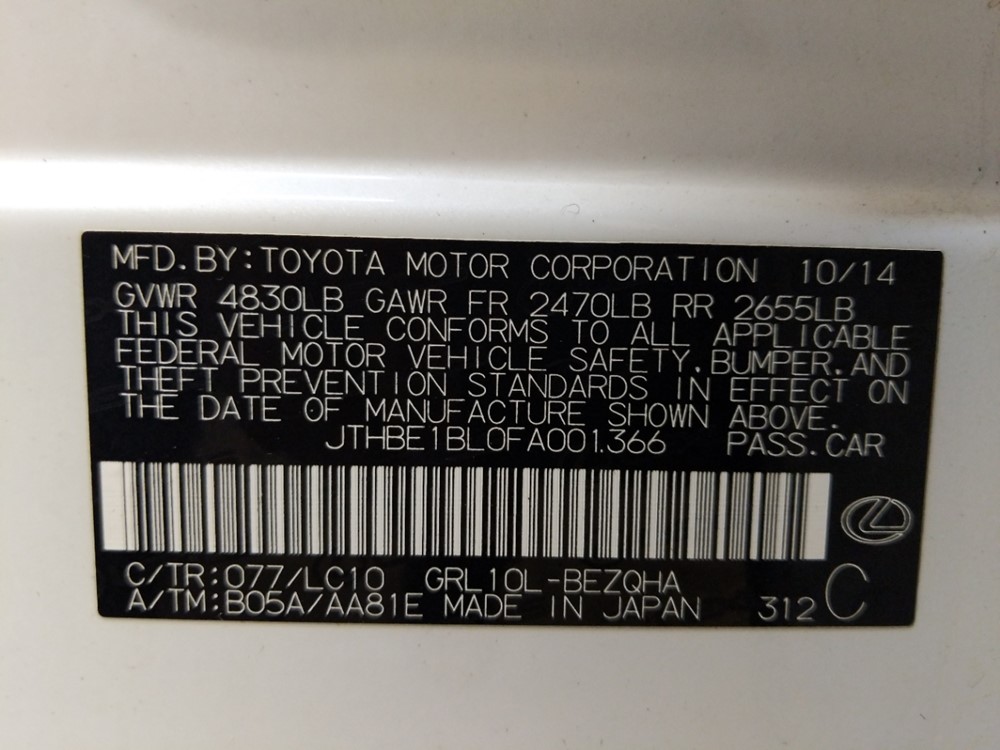 MFD.BY:TOYOTA MOTOR CORPORATION 10/14
GVWR 4830LB GAWR FR 2470LB RR 2655LB
THIS VEHICLE CONFORMS TO ALL APPLICABLE
FEDERAL MOTOR VEHICLE SAFETY.BUMPER.AND
THEFT PREVENTION STANDARDS IN EFFECT ON
THE DATE OF MANUFACTURE SHOWN ABOVE.
JTHBE1BL0FA001366 PASS.CAR
C/TR:077/LC10 GRL10L-BEZQHA
A/TM:B05A/AA81E MADE IN JAPAN 312 C